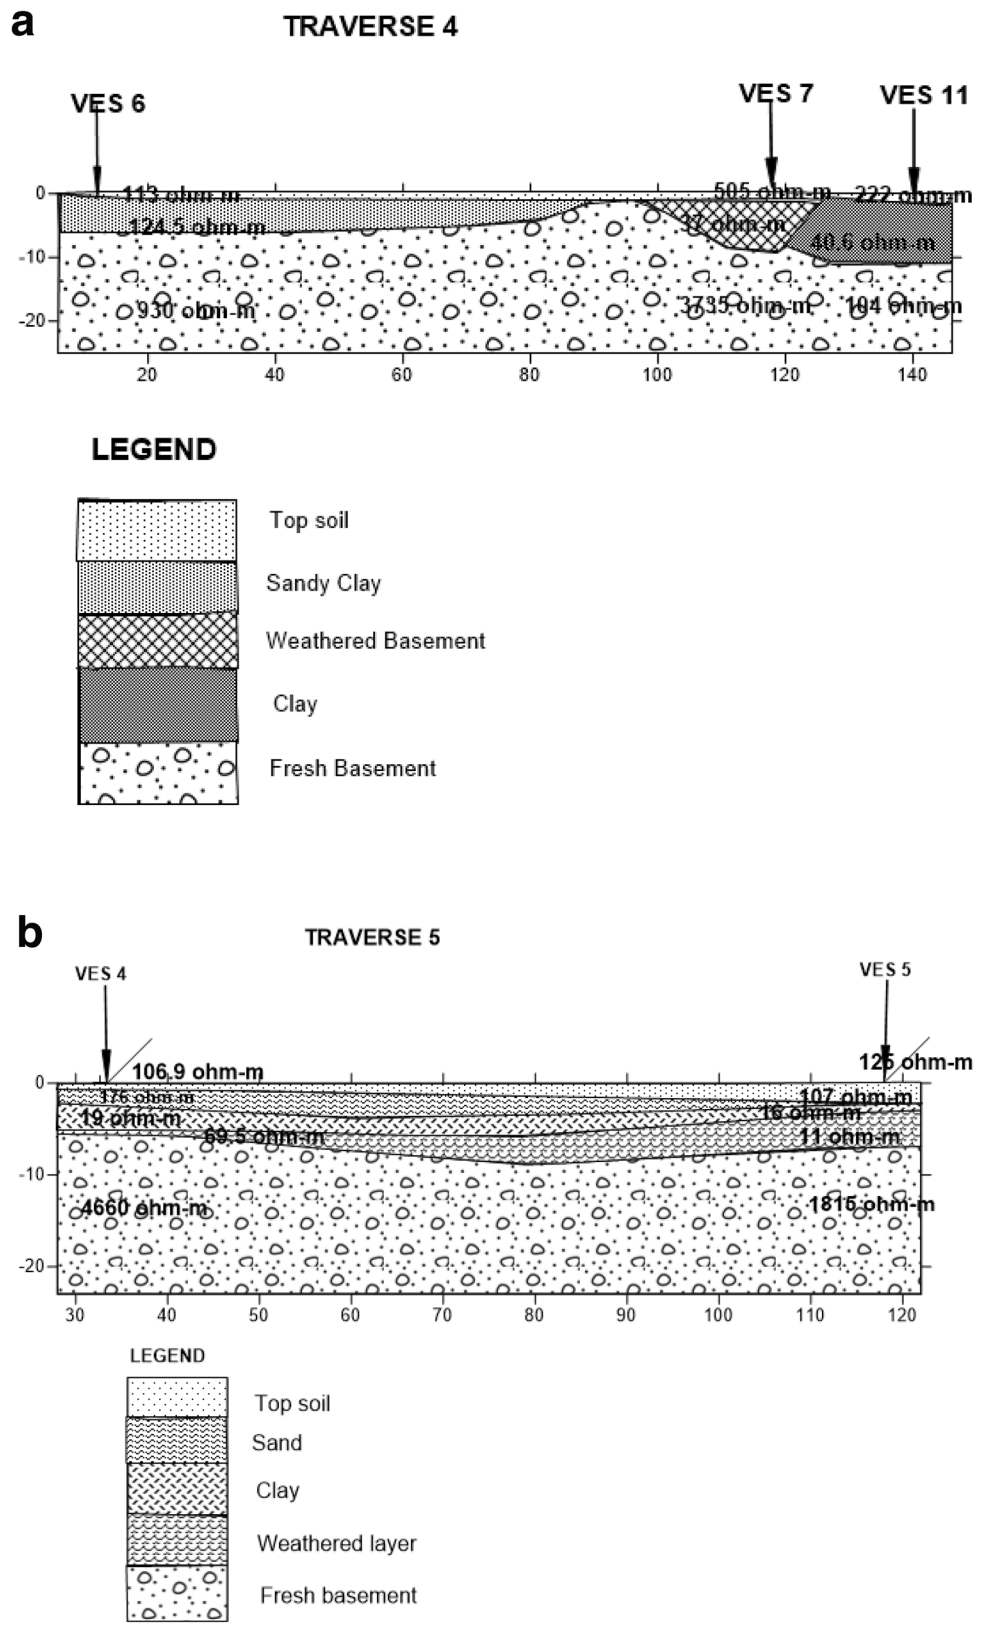 a
TRAVERSE 4
VES 6
VES 7
VES 11
0
113 ohm-m
505 ohm-m
222 ohm-m
124.5 ohm-m
37 ohm-m
40.6 ohm-m
-10
930 ohm-m
3735 ohm-m
104 ohm-m
-20
20 40 60 80 100 120 140
LEGEND
Top soil
Sandy Clay
Weathered Basement
Clay
Fresh Basement
b
TRAVERSE 5
VES 4
VES 5
106.9 ohm-m
125 ohm-m
0
176 ohm-m
107 ohm-m
19 ohm-m
16 ohm-m
69.5 ohm-m
11 ohm-m
-10
4660 ohm-m
1815 ohm-m
-20
30 40 50 60 70 80 90 100 110 120
LEGEND
Top soil
Sand
Clay
Weathered layer
Fresh basement